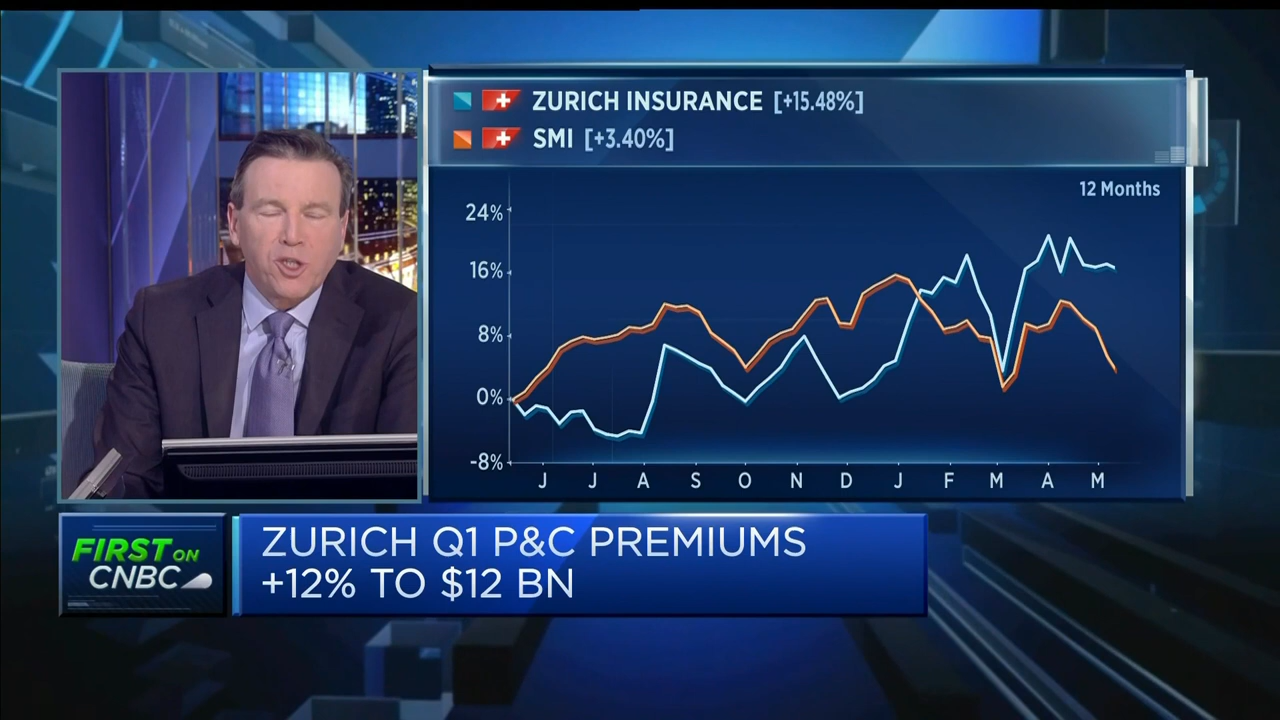 ZURICH INSURANCE [+15.48%]
SMI [+3.40%]
12 Months
24%
16%
8%
0%
-8%
J J A S O N D J F M A M
FIRST ON
CNBC
ZURICH Q1 P&C PREMIUMS
+12% TO $12 BN